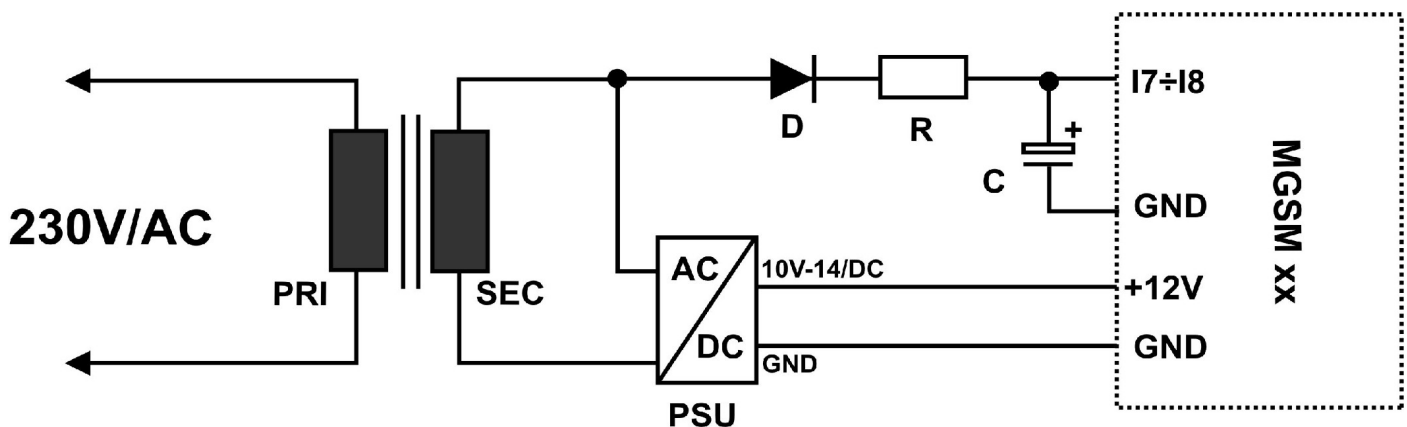 230V/AC
PRI
SEC
D
R
C
+
AC
DC
PSU
10V-14/DC
GND
I7÷I8
GND
+12V
GND
MGSM xx